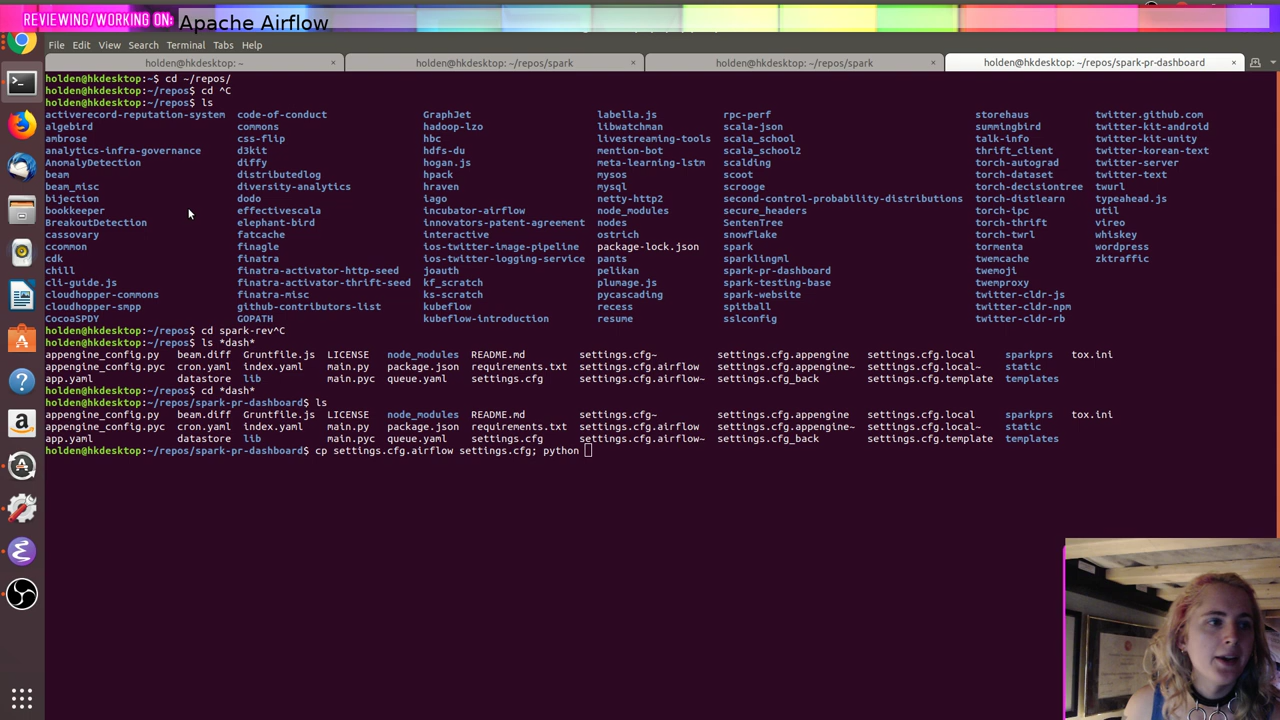 REVIEWING/WORKING ON: Apache Airflow
File Edit View Search Terminal Tabs Help
holden@hkdesktop: ~ × holden@hkdesktop: ~/repos/spark × holden@hkdesktop: ~/repos/spark × holden@hkdesktop: ~/repos/spark-pr-dashboard ×
holden@hkdesktop:~$ cd ~/repos/
holden@hkdesktop:~/repos$ cd ^C
holden@hkdesktop:~/repos$ ls
activerecord-reputation-system code-of-conduct GraphJet labella.js rpc-perf storehaus twitter.github.com
algebird commons hadoop-lzo libwatchman scala-json summingbird twitter-kit-android
ambrose css-flip hbc livestreaming-tools scala_school talk-info twitter-kit-unity
analytics-infra-governance d3kit hdfs-du mention-bot scala_school2 thrift_client twitter-korean-text
AnomalyDetection diffy hogan.js meta-learning-lstm scalding torch-autograd twitter-server
beam distributedlog hpack mysos scoot torch-dataset twitter-text
beam_misc diversity-analytics hraven mysql scrooge torch-decisiontree twurl
bijection dodo iago netty-http2 second-control-probability-distributions torch-distlearn typeahead.js
bookkeeper effectivescala incubator-airflow node_modules secure_headers torch-ipc util
BreakoutDetection elephant-bird innovators-patent-agreement nodes SentenTree torch-thrift vireo
cassovary fatcache interactive ostrich snowflake torch-twrl whiskey
ccommon finagle ios-twitter-image-pipeline package-lock.json spark tormenta wordpress
cdk finatra ios-twitter-logging-service pants sparklingml twemcache zktraffic
chill finatra-activator-http-seed joauth pelikan spark-pr-dashboard twemoji
cli-guide.js finatra-activator-thrift-seed kf_scratch plumage.js spark-testing-base twemproxy
cloudhopper-commons finatra-misc ks-scratch pycascading spark-website twitter-cldr-js
cloudhopper-smpp github-contributors-list kubeflow recess spitball twitter-cldr-npm
CocoaSPDY GOPATH kubeflow-introduction resume sslconfig twitter-cldr-rb
holden@hkdesktop:~/repos$ cd spark-rev^C
holden@hkdesktop:~/repos$ ls *dash*
appengine_config.py beam.diff Gruntfile.js LICENSE node_modules README.md settings.cfg~ settings.cfg.appengine settings.cfg.local sparkprs tox.ini
appengine_config.pyc cron.yaml index.yaml main.py package.json requirements.txt settings.cfg.airflow settings.cfg.appengine~ settings.cfg.local~ static
app.yaml datastore lib main.pyc queue.yaml settings.cfg settings.cfg.airflow~ settings.cfg_back settings.cfg.template templates
holden@hkdesktop:~/repos$ cd *dash*
holden@hkdesktop:~/repos/spark-pr-dashboard$ ls
appengine_config.py beam.diff Gruntfile.js LICENSE node_modules README.md settings.cfg~ settings.cfg.appengine settings.cfg.local sparkprs tox.ini
appengine_config.pyc cron.yaml index.yaml main.py package.json requirements.txt settings.cfg.airflow settings.cfg.appengine~ settings.cfg.local~ static
app.yaml datastore lib main.pyc queue.yaml settings.cfg settings.cfg.airflow~ settings.cfg_back settings.cfg.template templates
holden@hkdesktop:~/repos/spark-pr-dashboard$ cp settings.cfg.airflow settings.cfg; python